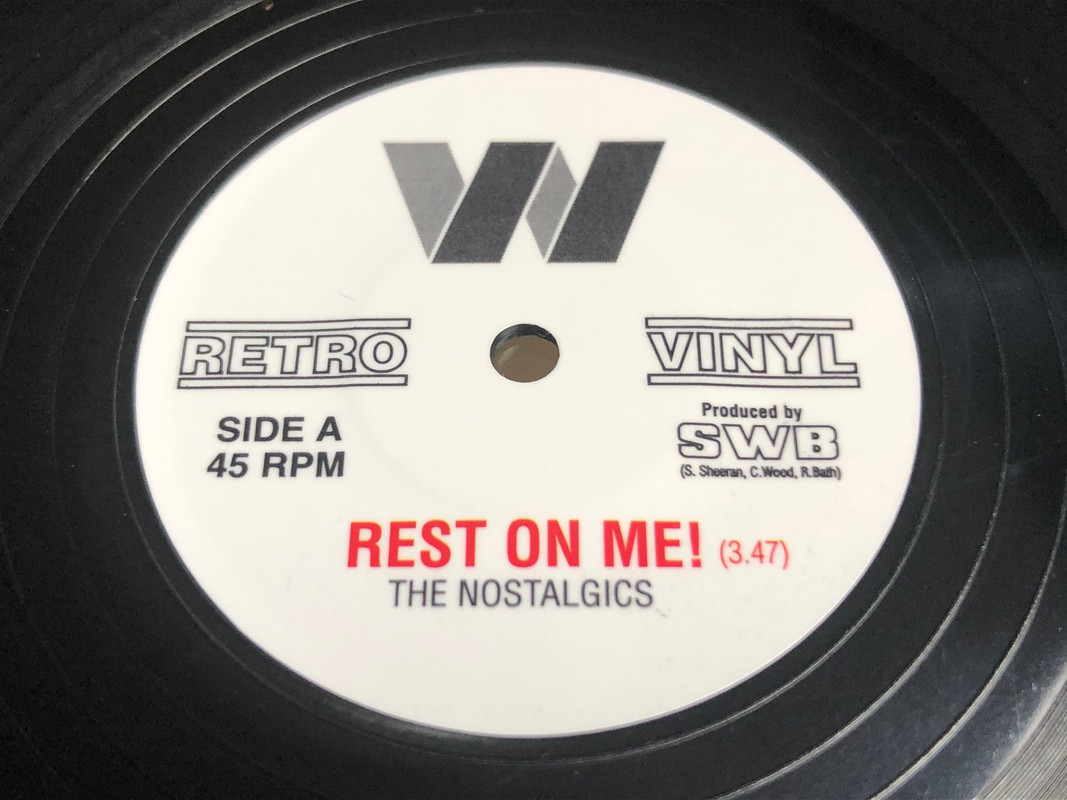 W
RETRO
VINYL
SIDE A
45 RPM
Produced by
SWB
(S. Sheeran, C.Wood, R.Bath)
REST ON ME! (3.47)
THE NOSTALGICS